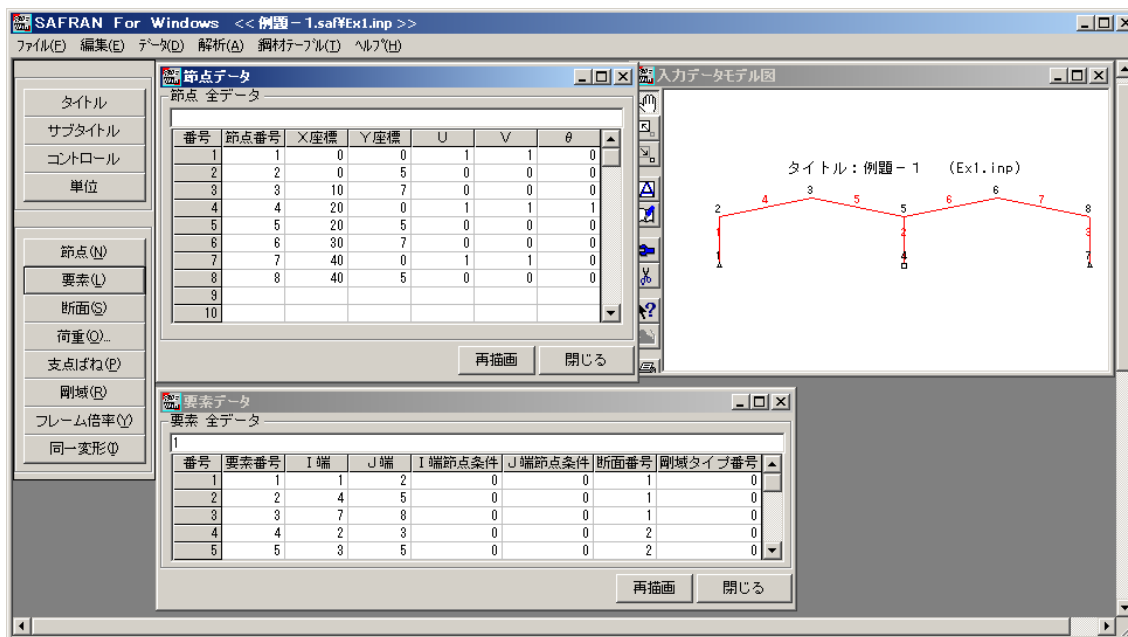 SAFRAN For Windows << 例題－1.saf¥Ex1.inp >>
ファイル(F) 編集(E) データ(D) 解析(A) 鋼材テーブル(T) ヘルプ(H)
タイトル
サブタイトル
コントロール
単位
節点(N)
要素(L)
断面(S)
荷重(O)...
支点ばね(P)
剛域(R)
フレーム倍率(Y)
同一変形(I)
節点データ
節点 全データ
番号 節点番号 X座標 Y座標 U V θ
1 1 0 0 1 1 0
2 2 0 5 0 0 0
3 3 10 7 0 0 0
4 4 20 0 1 1 1
5 5 20 5 0 0 0
6 6 30 7 0 0 0
7 7 40 0 1 1 0
8 8 40 5 0 0 0
9
10
再描画 閉じる
入力データモデル図
タイトル：例題－1 (Ex1.inp)
3 6
4 5 6 7
2 5 8
1 2 3
1 4 7
要素データ
要素 全データ
1
番号 要素番号 I端 J端 I端節点条件 J端節点条件 断面番号 剛域タイプ番号
1 1 1 2 0 0 1 0
2 2 4 5 0 0 1 0
3 3 7 8 0 0 1 0
4 4 2 3 0 0 2 0
5 5 3 5 0 0 2 0
再描画 閉じる